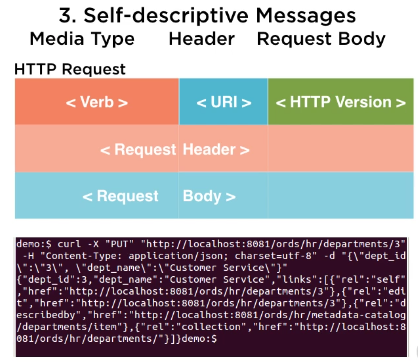 3. Self-descriptive Messages
Media Type Header Request Body
HTTP Request
< Verb > < URI > < HTTP Version >
< Request Header >
< Request Body >
demo:$ curl -X "PUT" "http://localhost:8081/ords/hr/departments/3"
-H "Content-Type: application/json; charset=utf-8" -d "{\"dept_id
\":\"3\", \"dept_name\":\"Customer Service\"}"
{"dept_id":3,"dept_name":"Customer Service","links":[{"rel":"self"
,"href":"http://localhost:8081/ords/hr/departments/3"},{"rel":"edi
t","href":"http://localhost:8081/ords/hr/departments/3"},{"rel":"d
escribedby","href":"http://localhost:8081/ords/hr/metadata-catalog
/departments/item"},{"rel":"collection","href":"http://localhost:8
081/ords/hr/departments/"}]}demo:$